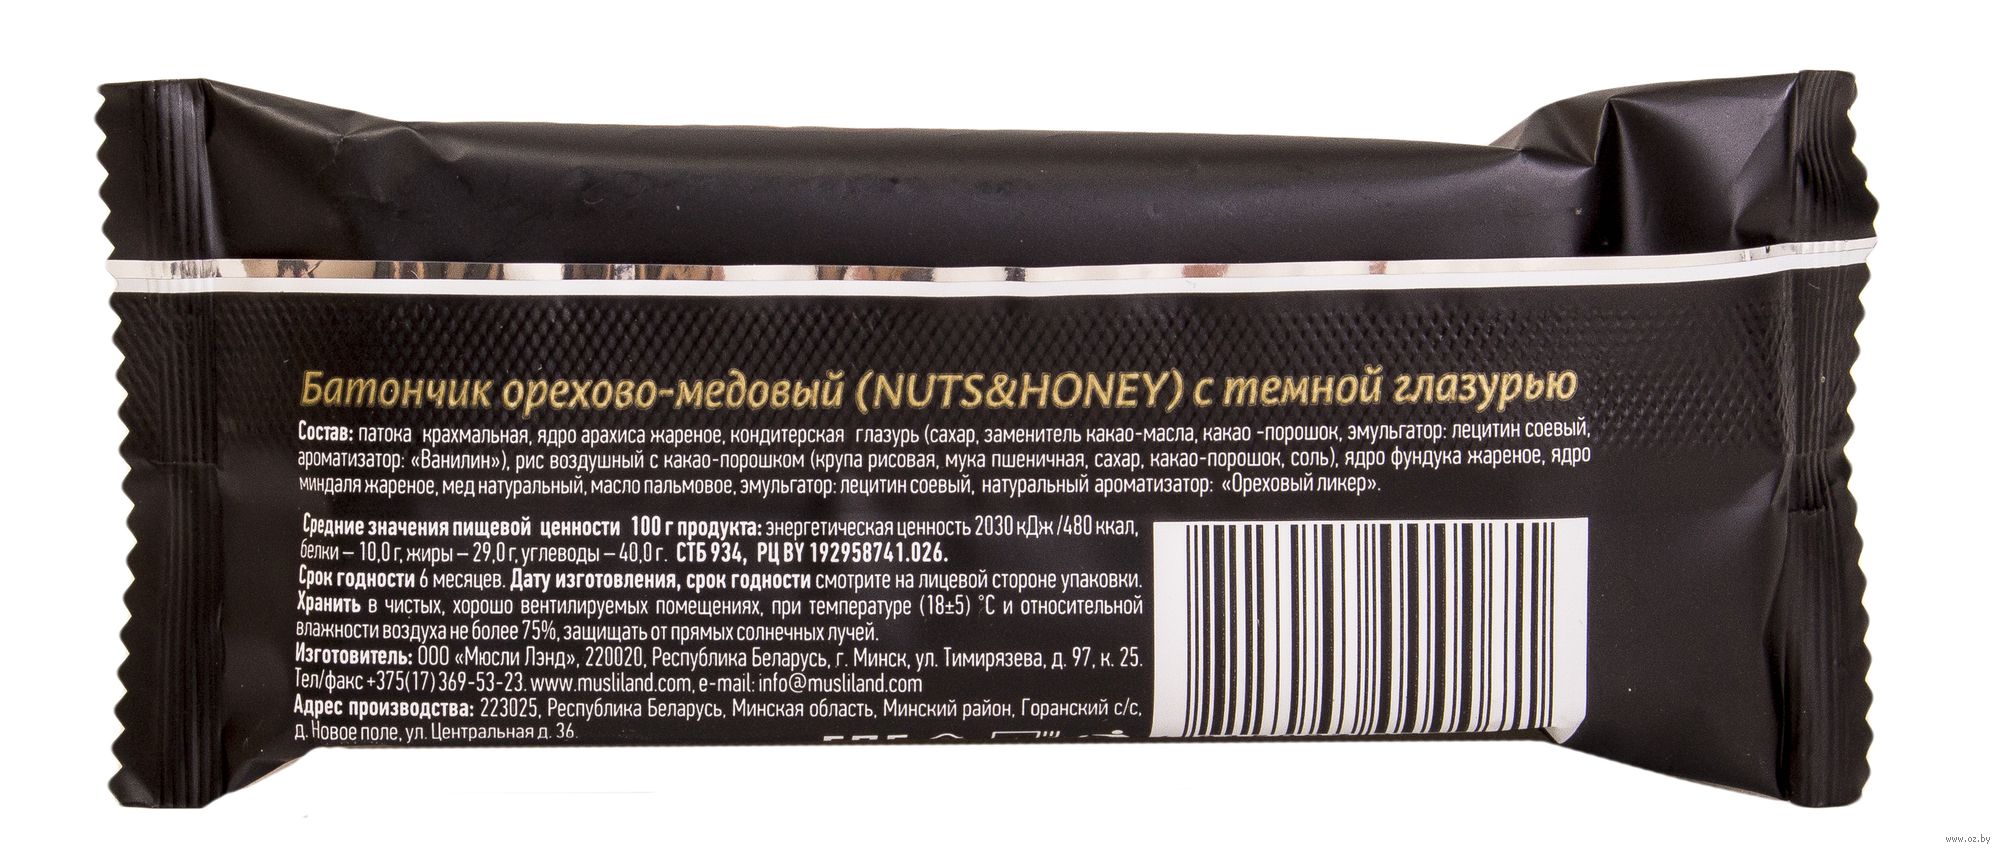 Батончик орехово-медовый (NUTS&HONEY) с темной глазурью
Состав: патока крахмальная, ядро арахиса жареное, кондитерская глазурь (сахар, заменитель какао-масла, какао -порошок, эмульгатор: лецитин соевый,
ароматизатор: «Ванилин»), рис воздушный с какао-порошком (крупа рисовая, мука пшеничная, сахар, какао-порошок, соль), ядро фундука жареное, ядро
миндаля жареное, мед натуральный, масло пальмовое, эмульгатор: лецитин соевый, натуральный ароматизатор: «Ореховый ликер».
Средние значения пищевой ценности 100 г продукта: энергетическая ценность 2030 кДж /480 ккал,
белки – 10,0 г, жиры – 29,0 г, углеводы – 40,0 г. СТБ 934, РЦ BY 192958741.026.
Срок годности 6 месяцев. Дату изготовления, срок годности смотрите на лицевой стороне упаковки.
Хранить в чистых, хорошо вентилируемых помещениях, при температуре (18±5) °С и относительной
влажности воздуха не более 75%, защищать от прямых солнечных лучей.
Изготовитель: ООО «Мюсли Лэнд», 220020, Республика Беларусь, г. Минск, ул. Тимирязева, д. 97, к. 25.
Тел/факс +375(17) 369-53-23. www.musliland.com, e-mail: info@musliland.com
Адрес производства: 223025, Республика Беларусь, Минская область, Минский район, Горанский с/с,
д. Новое поле, ул. Центральная д. 36.
www.oz.by